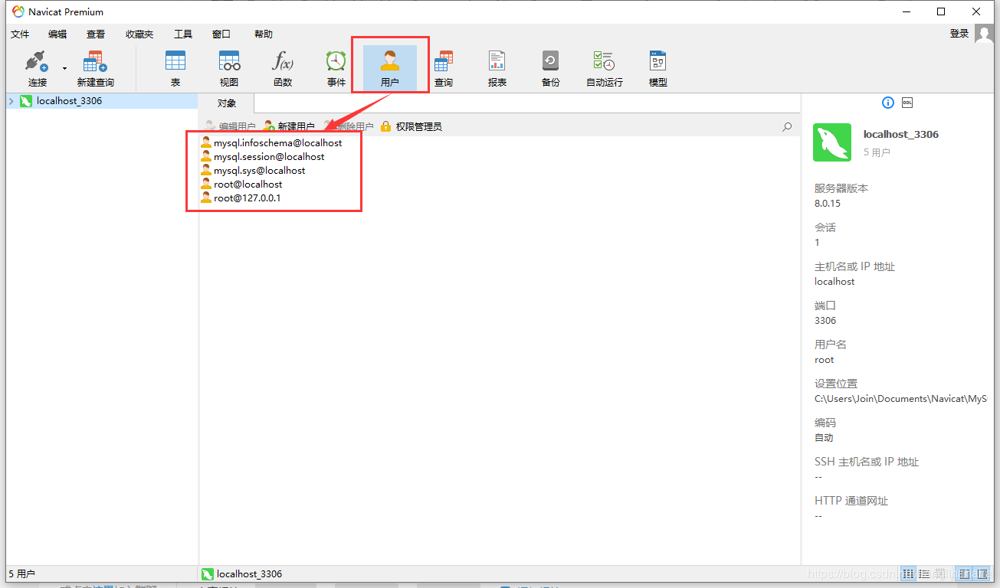 Navicat Premium
文件 编辑 查看 收藏夹 工具 窗口 帮助 登录
连接 新建查询 表 视图 函数 事件 用户 查询 报表 备份 自动运行 模型
localhost_3306
对象
编辑用户 新建用户 删除用户 权限管理员
mysql.infoschema@localhost
mysql.session@localhost
mysql.sys@localhost
root@localhost
root@127.0.0.1
DDL
localhost_3306
5 用户
服务器版本
8.0.15
会话
1
主机名或 IP 地址
localhost
端口
3306
用户名
root
设置位置
C:\Users\Join\Documents\Navicat\MyS
编码
自动
SSH 主机名或 IP 地址
--
HTTP 通道网址
--
5 用户 localhost_3306